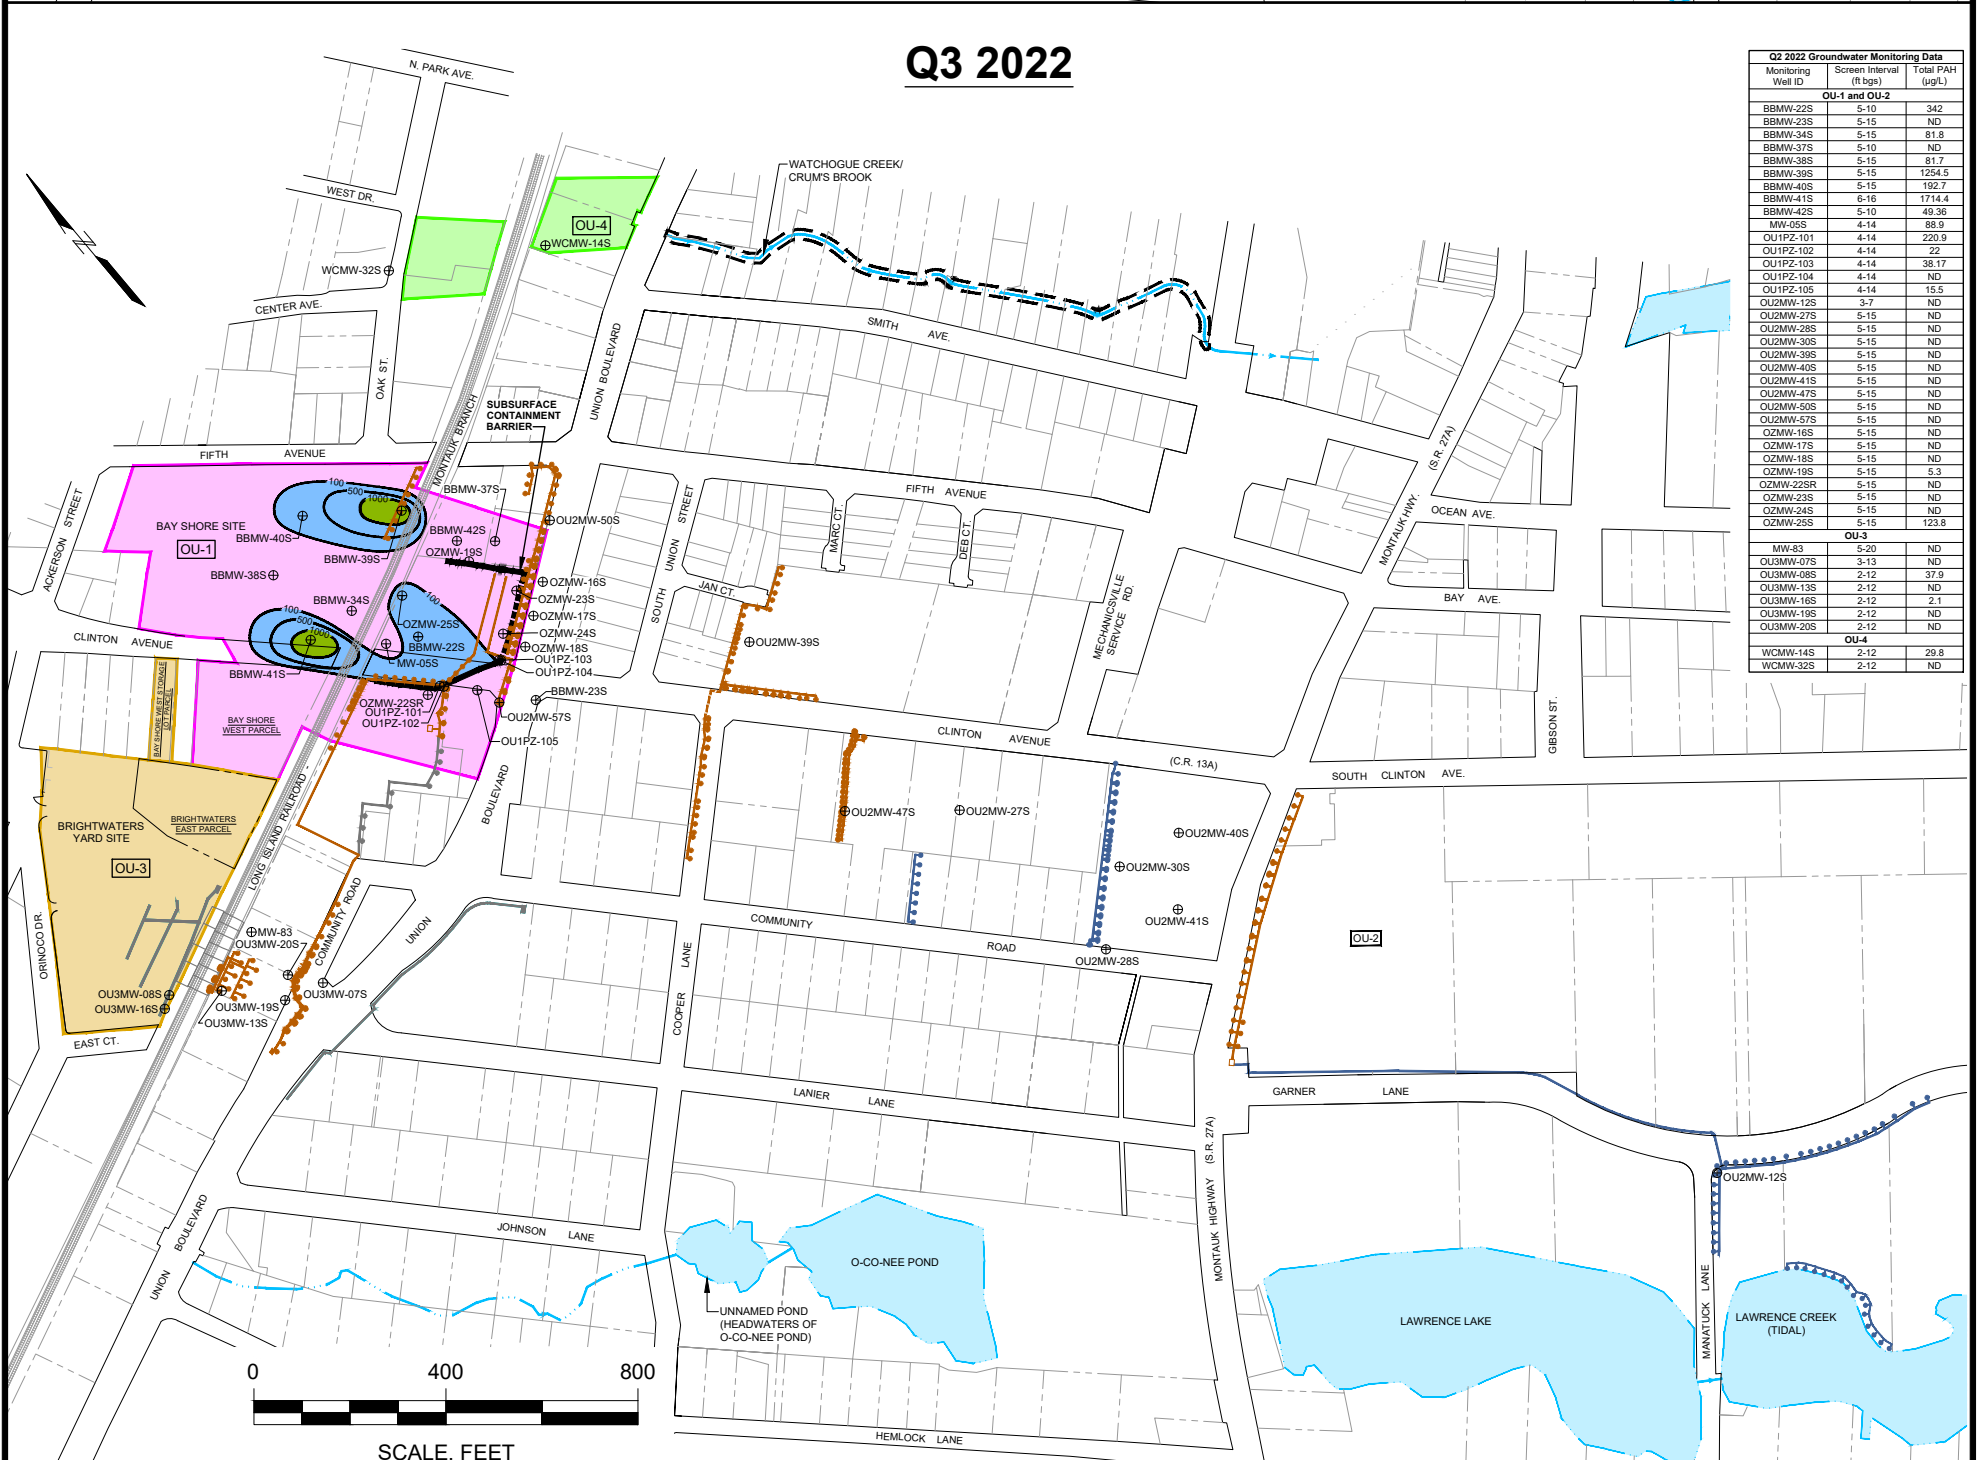 Q3 2022
Q2 2022 Groundwater Monitoring Data
Monitoring Well ID Screen Interval (ft bgs) Total PAH (µg/L)
OU-1 and OU-2
BBMW-22S 5-10 342
BBMW-23S 5-15 ND
BBMW-34S 5-15 81.8
BBMW-37S 5-10 ND
BBMW-38S 5-15 81.7
BBMW-39S 5-15 1254.5
BBMW-40S 5-15 192.7
BBMW-41S 6-16 1714.4
BBMW-42S 5-10 49.36
MW-05S 4-14 88.9
OU1PZ-101 4-14 220.9
OU1PZ-102 4-14 22
OU1PZ-103 4-14 38.17
OU1PZ-104 4-14 ND
OU1PZ-105 4-14 15.5
OU2MW-12S 3-7 ND
OU2MW-27S 5-15 ND
OU2MW-28S 5-15 ND
OU2MW-30S 5-15 ND
OU2MW-39S 5-15 ND
OU2MW-40S 5-15 ND
OU2MW-41S 5-15 ND
OU2MW-47S 5-15 ND
OU2MW-50S 5-15 ND
OU2MW-57S 5-15 ND
OZMW-16S 5-15 ND
OZMW-17S 5-15 ND
OZMW-18S 5-15 ND
OZMW-19S 5-15 5.3
OZMW-22SR 5-15 ND
OZMW-23S 5-15 ND
OZMW-24S 5-15 ND
OZMW-25S 5-15 123.8
OU-3
MW-83 5-20 ND
OU3MW-07S 3-13 ND
OU3MW-08S 2-12 37.9
OU3MW-13S 2-12 ND
OU3MW-16S 2-12 2.1
OU3MW-19S 2-12 ND
OU3MW-20S 2-12 ND
OU-4
WCMW-14S 2-12 29.8
WCMW-32S 2-12 ND
N. PARK AVE.
N
WEST DR.
WATCHOGUE CREEK/
CRUM'S BROOK
OU-4
WCMW-14S
WCMW-32S
CENTER AVE.
OAK ST.
MONTAUK BRANCH
UNION BOULEVARD
SMITH AVE.
SUBSURFACE
CONTAINMENT
BARRIER
FIFTH AVENUE
ACKERSON STREET
BAY SHORE SITE
OU-1
100
500
1000
BBMW-40S
BBMW-39S
BBMW-38S
BBMW-37S
BBMW-42S
OZMW-19S
OU2MW-50S
OZMW-16S
OZMW-23S
OZMW-17S
OZMW-24S
OZMW-18S
OU1PZ-103
OU1PZ-104
BBMW-34S
100
OZMW-25S
BBMW-22S
MW-05S
100
500
1000
BBMW-41S
CLINTON AVENUE
OZMW-22SR
OU1PZ-101
OU1PZ-102
BBMW-23S
OU2MW-57S
OU1PZ-105
BAY SHORE WEST STORAGE
LOT PARCEL
BAY SHORE
WEST PARCEL
SOUTH UNION STREET
JAN CT.
FIFTH AVENUE
MARC CT.
DEB CT.
MECHANICSVILLE
SERVICE RD.
OU2MW-39S
MONTAUK HWY. (S.R. 27A)
OCEAN AVE.
BAY AVE.
GIBSON ST.
CLINTON AVENUE
(C.R. 13A)
SOUTH CLINTON AVE.
BRIGHTWATERS
YARD SITE
BRIGHTWATERS
EAST PARCEL
OU-3
LONG ISLAND RAILROAD
BOULEVARD
OU2MW-47S
OU2MW-27S
OU2MW-40S
OU2MW-30S
OU2MW-41S
OU2MW-28S
OU-2
ORINOCO DR.
COMMUNITY ROAD
UNION
COMMUNITY ROAD
COOPER LANE
MW-83
OU3MW-20S
OU3MW-07S
OU3MW-08S
OU3MW-16S
OU3MW-19S
OU3MW-13S
EAST CT.
LANIER LANE
GARNER LANE
MONTAUK HIGHWAY (S.R. 27A)
OU2MW-12S
UNION BOULEVARD
JOHNSON LANE
O-CO-NEE POND
UNNAMED POND
(HEADWATERS OF
O-CO-NEE POND)
LAWRENCE LAKE
MANATUCK LANE
LAWRENCE CREEK
(TIDAL)
HEMLOCK LANE
0 400 800
SCALE, FEET